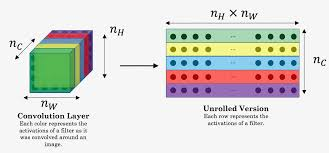 n_C
n_H
n_W
Convolution Layer
Each color represents the
activations of a filter as it
was convolved around an
image.
n_H × n_W
n_C
Unrolled Version
Each row represents the
activations of a filter.